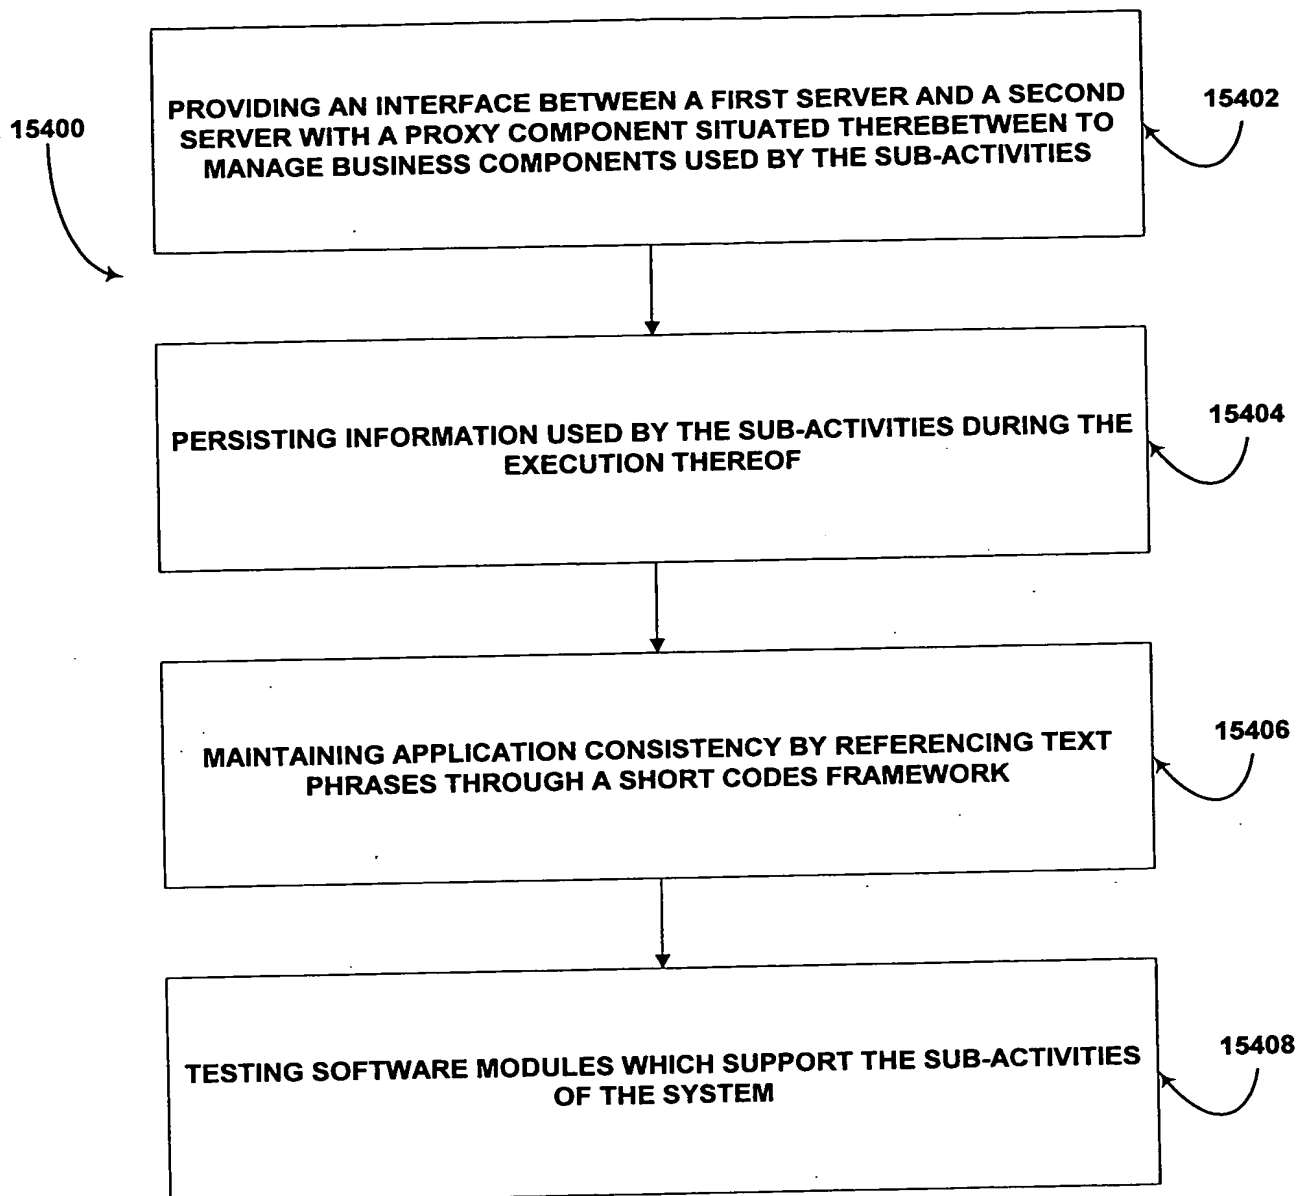 15400
PROVIDING AN INTERFACE BETWEEN A FIRST SERVER AND A SECOND
SERVER WITH A PROXY COMPONENT SITUATED THEREBETWEEN TO
MANAGE BUSINESS COMPONENTS USED BY THE SUB-ACTIVITIES
15402
PERSISTING INFORMATION USED BY THE SUB-ACTIVITIES DURING THE
EXECUTION THEREOF
15404
MAINTAINING APPLICATION CONSISTENCY BY REFERENCING TEXT
PHRASES THROUGH A SHORT CODES FRAMEWORK
15406
TESTING SOFTWARE MODULES WHICH SUPPORT THE SUB-ACTIVITIES
OF THE SYSTEM
15408